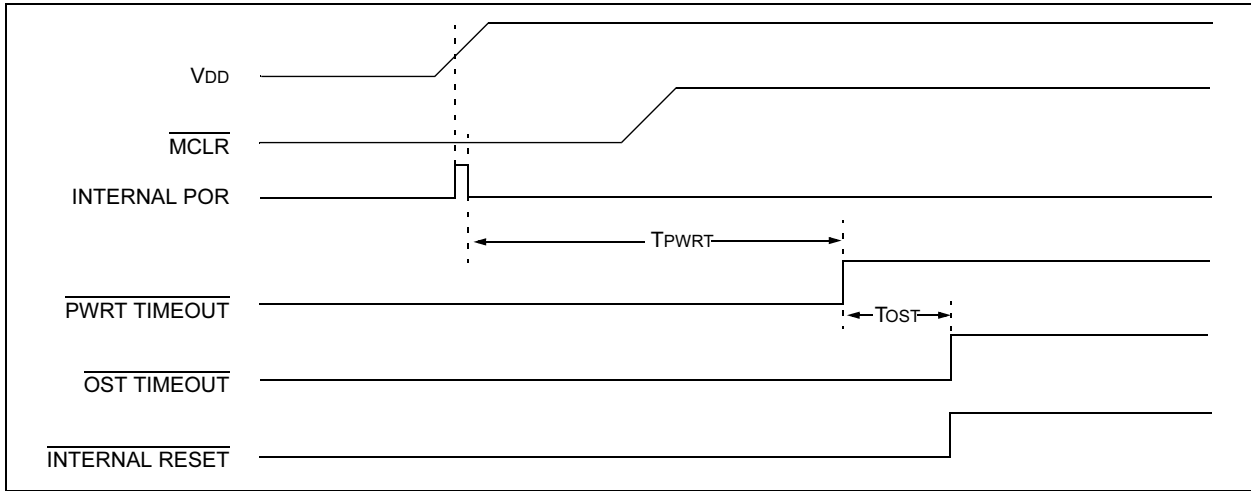 VDD
MCLR
INTERNAL POR
TPWRT
PWRT TIMEOUT
TOST
OST TIMEOUT
INTERNAL RESET